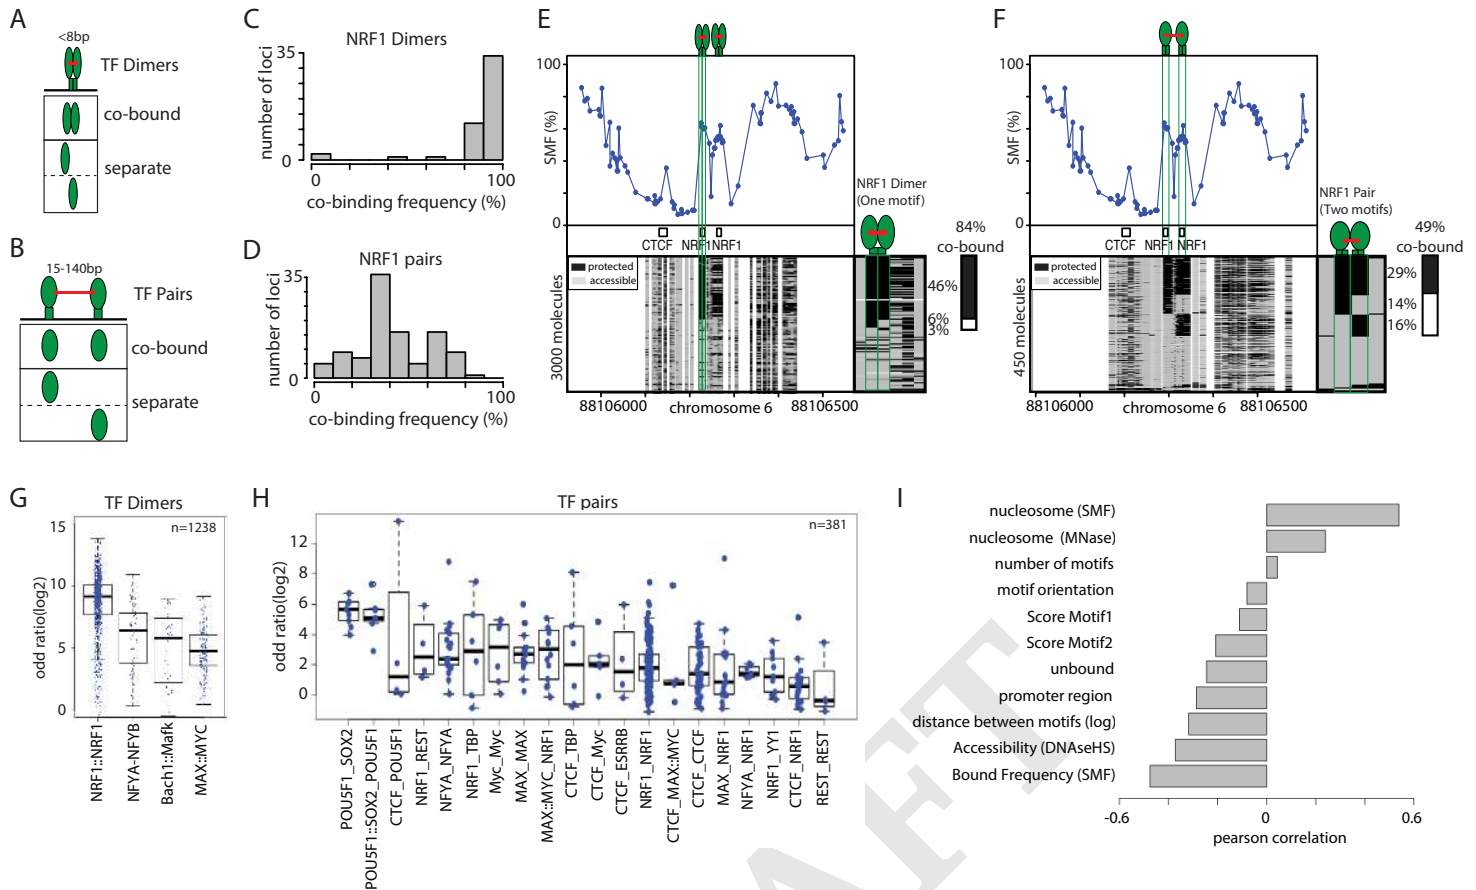 A
<8bp
TF Dimers
co-bound
separate
B
15-140bp
TF Pairs
co-bound
separate
C
NRF1 Dimers
number of loci
35
0
0
100
co-binding frequency (%)
D
NRF1 pairs
number of loci
35
0
0
100
co-binding frequency (%)
E
100
SMF (%)
0
CTCF
NRF1
NRF1
NRF1 Dimer
(One motif)
84%
co-bound
protected
accessible
3000 molecules
46%
6%
3%
88106000
chromosome 6
88106500
F
100
SMF (%)
0
CTCF
NRF1
NRF1
NRF1 Pair
(Two motifs)
49%
co-bound
protected
accessible
450 molecules
29%
14%
16%
88106000
chromosome 6
88106500
G
TF Dimers
n=1238
odd ratio(log2)
15
10
5
0
NRF1::NRF1
NFYA-NFYB
Bach1::Mafk
MAX::MYC
H
TF pairs
n=381
odd ratio(log2)
12
6
4
2
0
POU5F1_SOX2
POU5F1::SOX2_POU5F1
CTCF_POU5F1
NRF1_REST
NFYA_NFYA
NRF1_TBP
Myc_Myc
MAX_MAX
MAX::MYC_NRF1
CTCF_TBP
CTCF_Myc
CTCF_ESRRB
NRF1_NRF1
CTCF_MAX::MYC
CTCF_CTCF
MAX_NRF1
NFYA_NRF1
NRF1_YY1
CTCF_NRF1
REST_REST
I
nucleosome (SMF)
nucleosome (MNase)
number of motifs
motif orientation
Score Motif1
Score Motif2
unbound
promoter region
distance between motifs (log)
Accessibility (DNAseHS)
Bound Frequency (SMF)
-0.6
0
0.6
pearson correlation